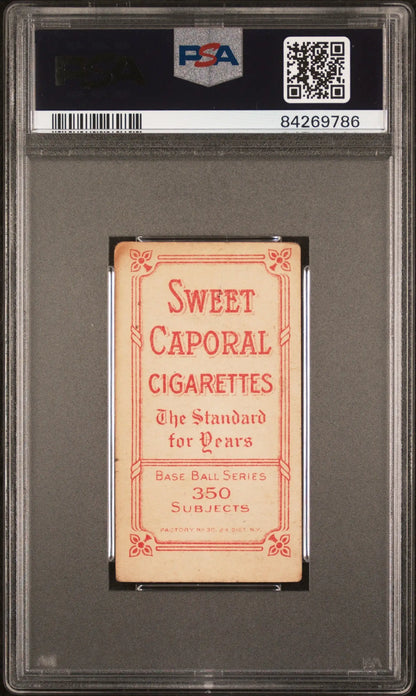 PSA
PSA
84269786
SWEET
CAPORAL
CIGARETTES
The Standard
for Years
BASE BALL SERIES
350
SUBJECTS
FACTORY No 30, 2d DIST. N.Y.